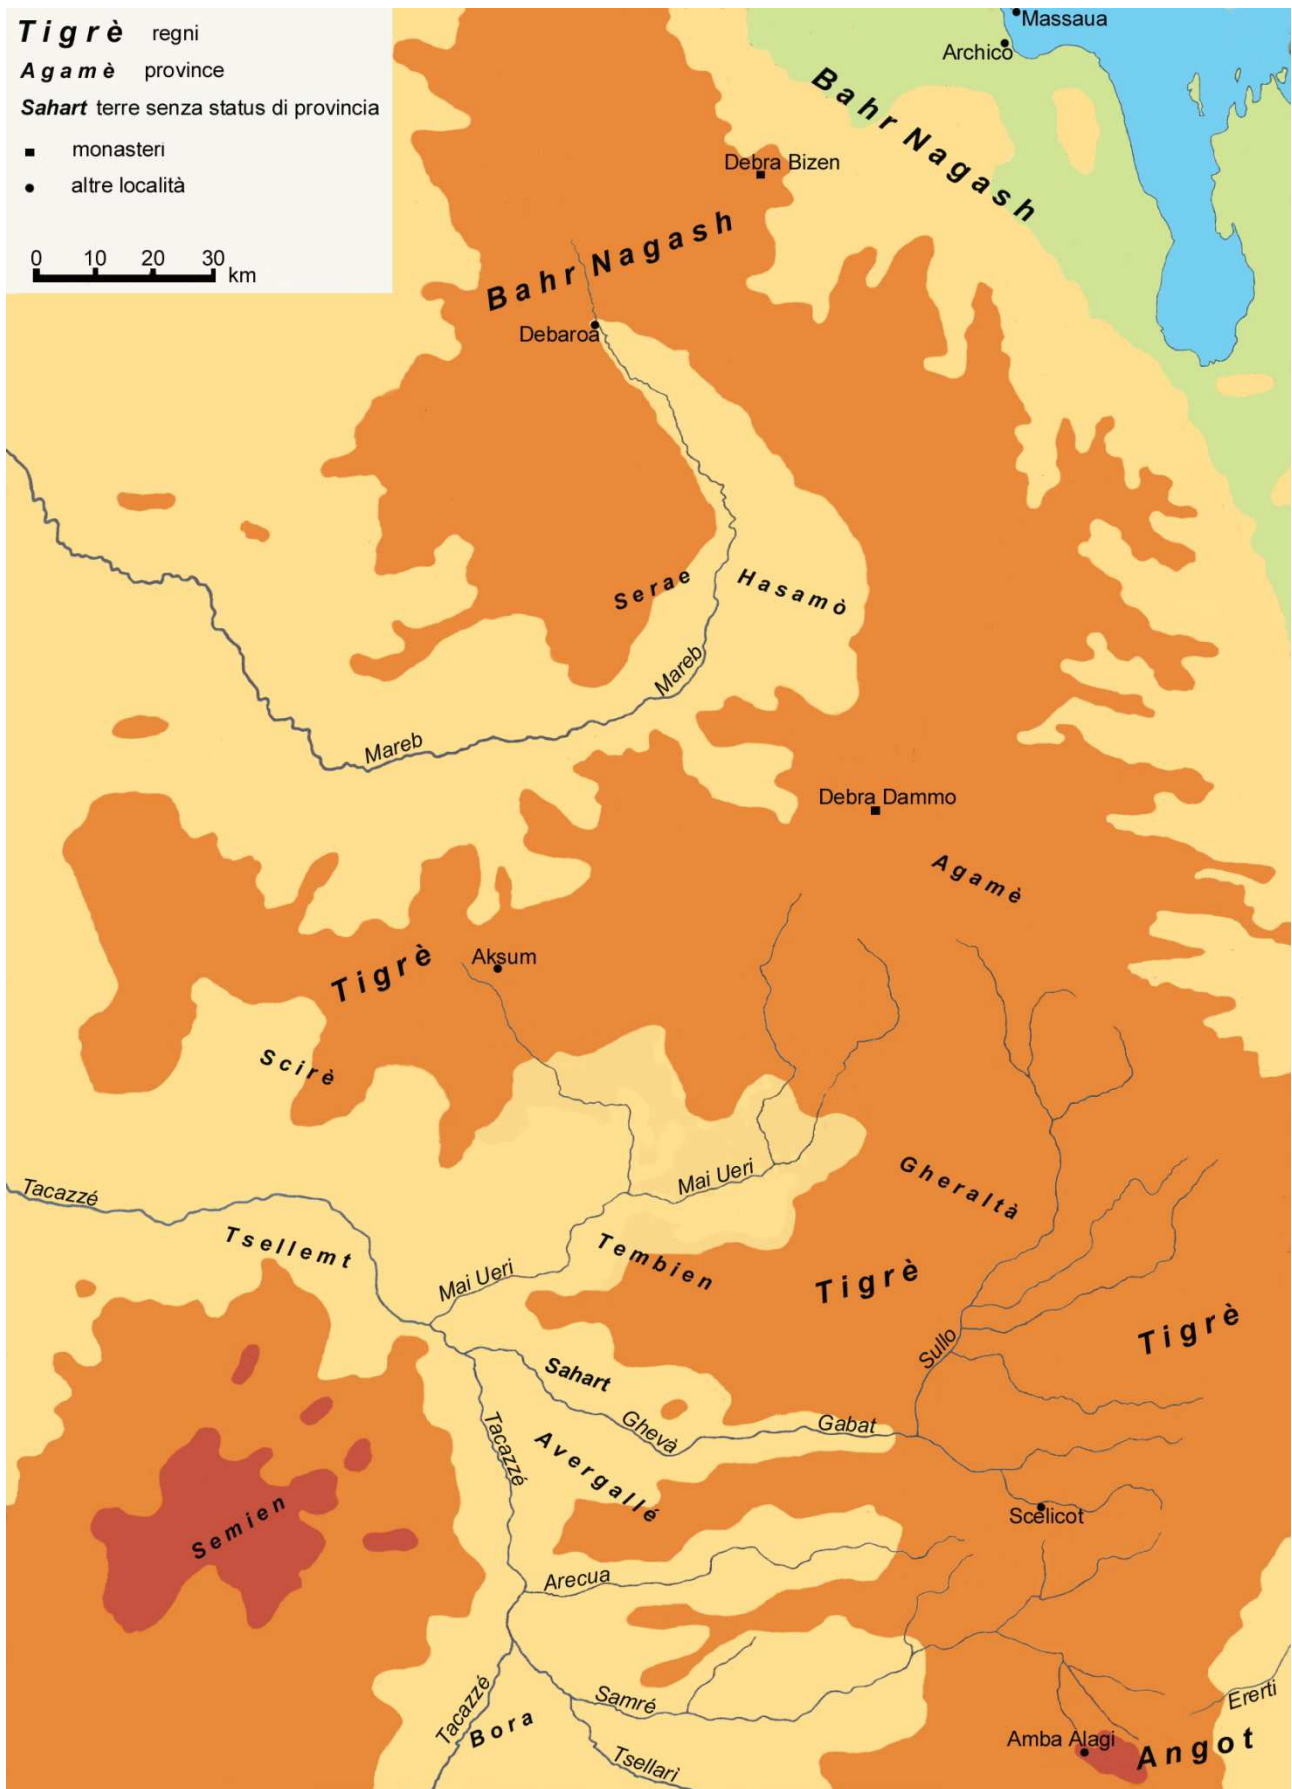 Tigrè regni
Agamè province
Sahart terre senza status di provincia
monasteri
altre località
0 10 20 30
km
Massaua
Archico
Bahr Nagash
Debra Bizen
Bahr Nagash
Debaroa
Serae
Hasamò
Mareb
Mareb
Debra Dammo
Agamè
Aksum
Tigrè
Scirè
Mai Ueri
Gheraltà
Tacazzé
Tsellemt
Tembien
Mai Ueri
Tigrè
Tigrè
Sullo
Sahart
Ghevà
Gabat
Tacazzé
Avergallé
Semien
Scelicot
Arecua
Tacazzé
Samré
Bora
Ererti
Amba Alagi
Angot
Tsellarì